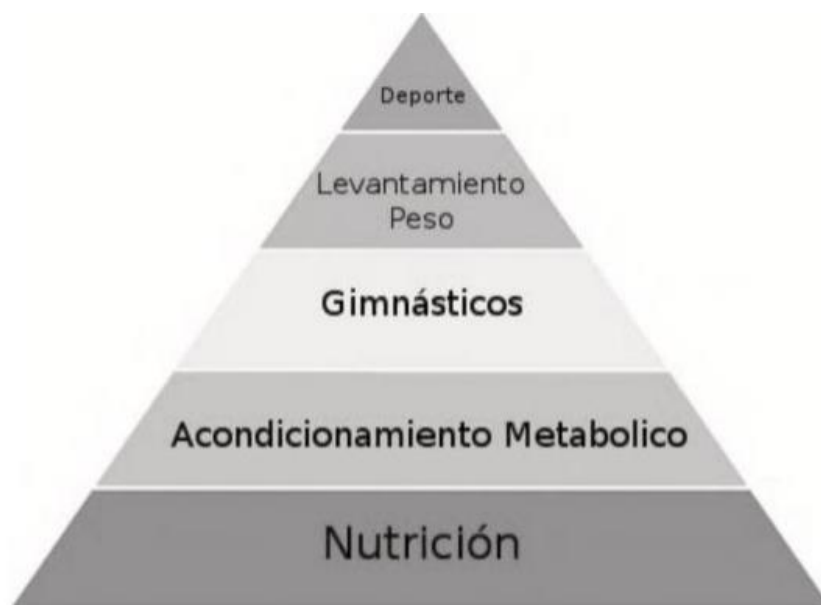 Deporte
Levantamiento
Peso
Gimnásticos
Acondicionamiento Metabolico
Nutrición